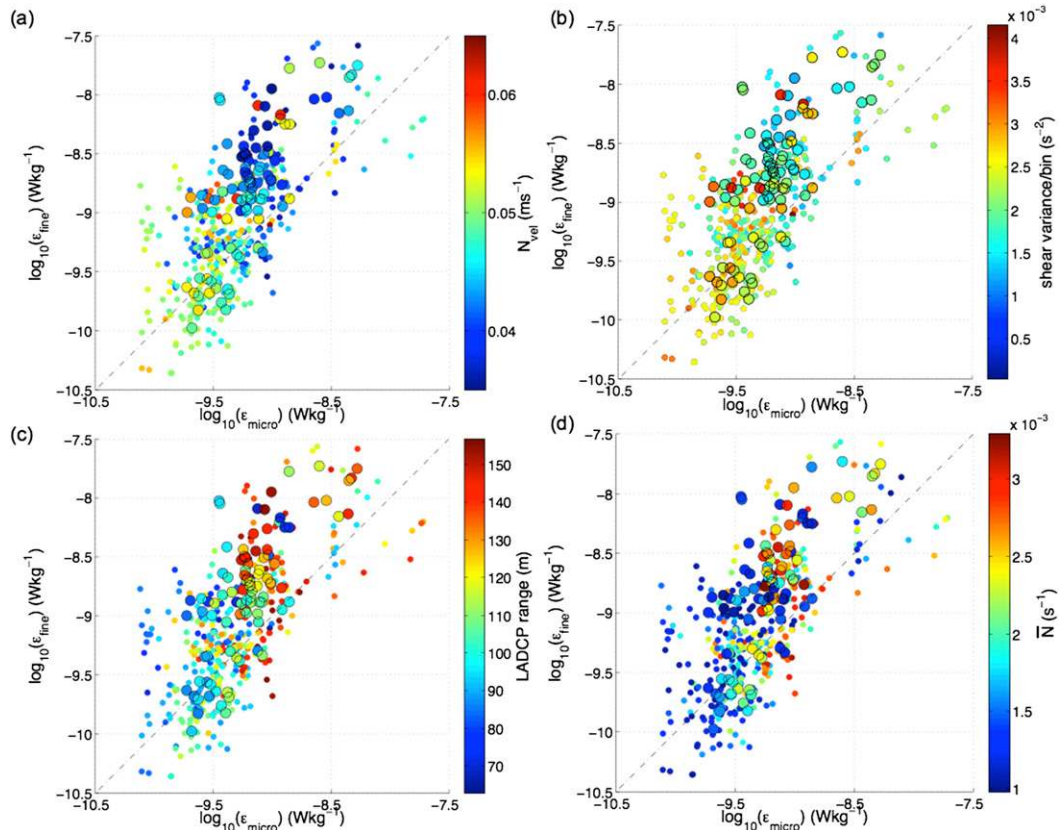 (a)
−7.5
−8
−8.5
−9
−9.5
−10
−10.5
log10(εfine) (Wkg−1)
−10.5 −9.5 −8.5 −7.5
log10(εmicro) (Wkg−1)
0.06
0.05
0.04
Nvel (ms−1)
(b)
−7.5
−8
−8.5
−9
−9.5
−10
−10.5
log10(εfine) (Wkg−1)
−10.5 −9.5 −8.5 −7.5
log10(εmicro) (Wkg−1)
x 10−3
4
3.5
3
2.5
2
1.5
1
0.5
shear variance/bin (s−2)
(c)
−7.5
−8
−8.5
−9
−9.5
−10
−10.5
log10(εfine) (Wkg−1)
−10.5 −9.5 −8.5 −7.5
log10(εmicro) (Wkg−1)
150
140
130
120
110
100
90
80
70
LADCP range (m)
(d)
−7.5
−8
−8.5
−9
−9.5
−10
−10.5
log10(εfine) (Wkg−1)
−10.5 −9.5 −8.5 −7.5
log10(εmicro) (Wkg−1)
x 10−3
3
2.5
2
1.5
1
N̅ (s−1)